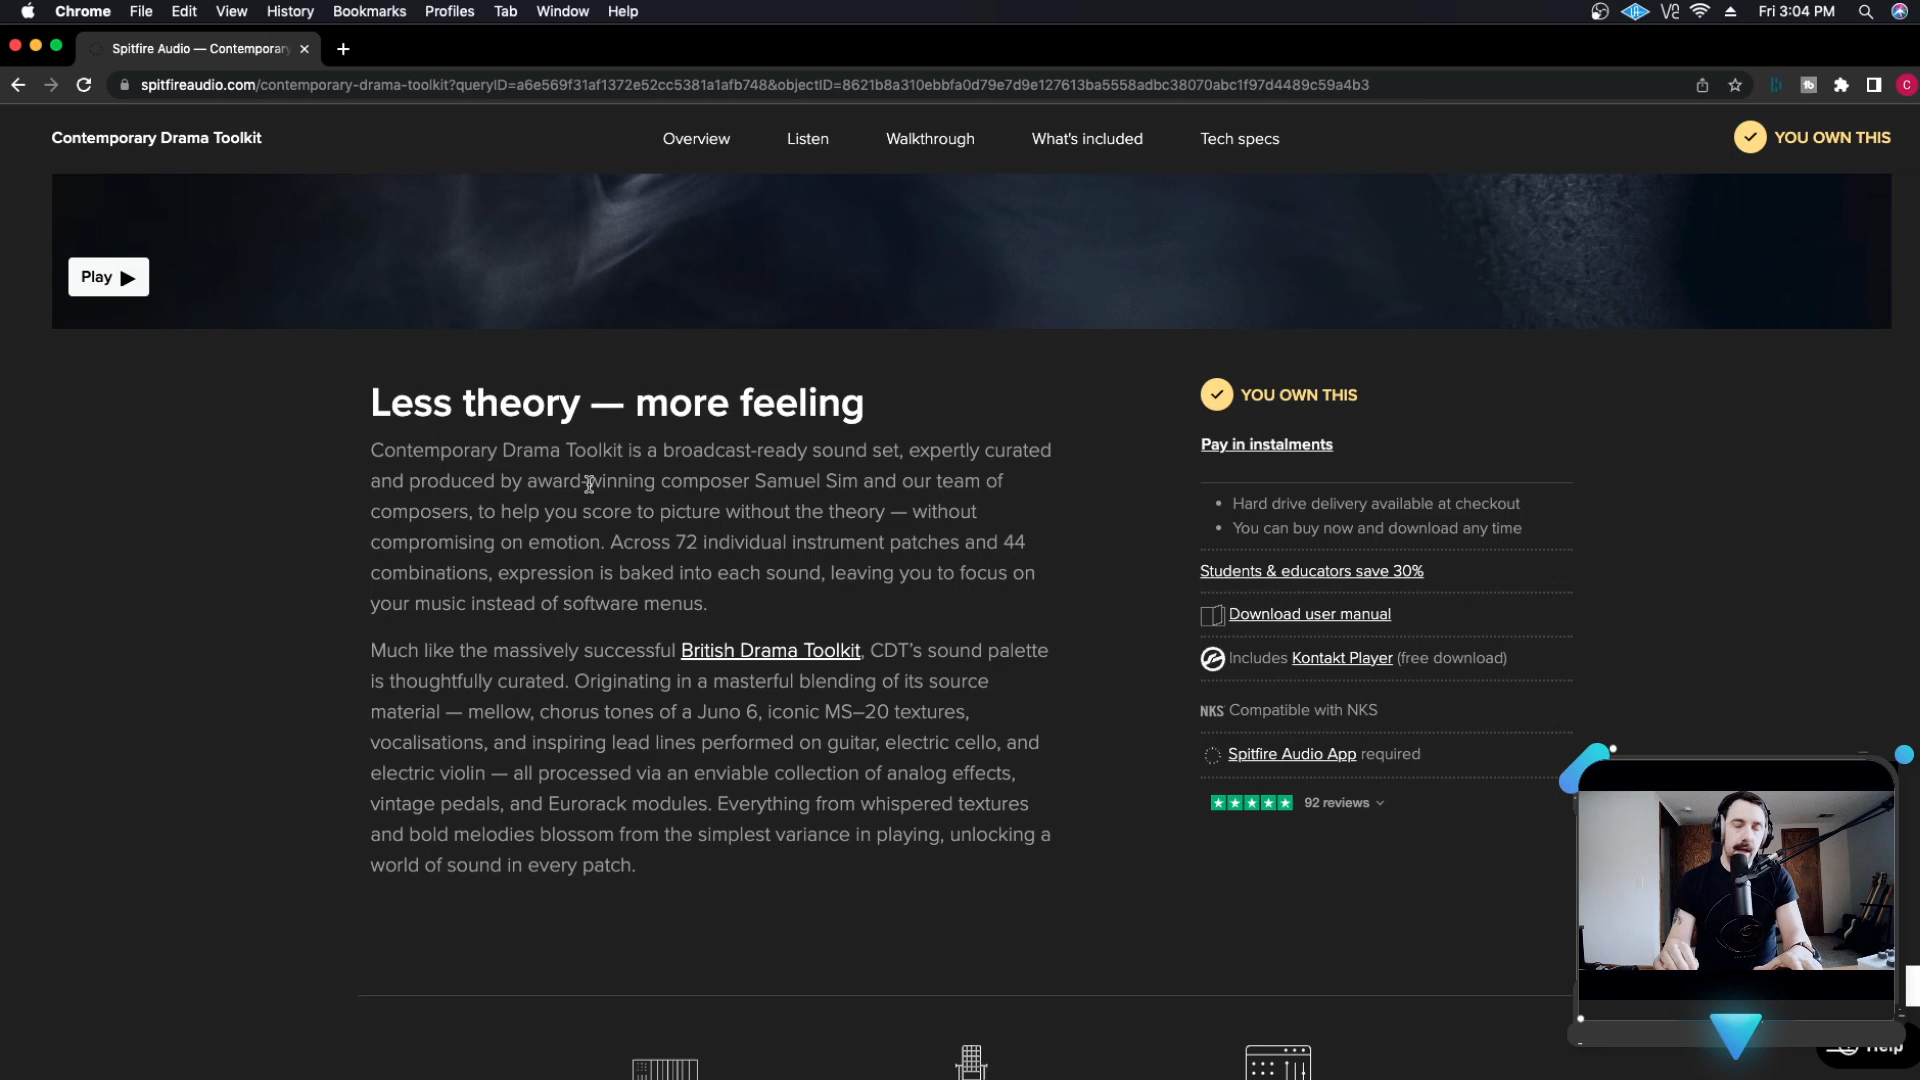 Chrome File Edit View History Bookmarks Profiles Tab Window Help Fri 3:04 PM
Spitfire Audio — Contemporary
spitfireaudio.com/contemporary-drama-toolkit?queryID=a6e569f31af1372e52cc5381a1afb748&objectID=8621b8a310ebbfa0d79e7d9e127613ba5558adbc38070abc1f97d4489c59a4b3
Contemporary Drama Toolkit Overview Listen Walkthrough What's included Tech specs YOU OWN THIS
Play
Less theory — more feeling
Contemporary Drama Toolkit is a broadcast-ready sound set, expertly curated
and produced by award-winning composer Samuel Sim and our team of
composers, to help you score to picture without the theory — without
compromising on emotion. Across 72 individual instrument patches and 44
combinations, expression is baked into each sound, leaving you to focus on
your music instead of software menus.
Much like the massively successful British Drama Toolkit, CDT's sound palette
is thoughtfully curated. Originating in a masterful blending of its source
material — mellow, chorus tones of a Juno 6, iconic MS–20 textures,
vocalisations, and inspiring lead lines performed on guitar, electric cello, and
electric violin — all processed via an enviable collection of analog effects,
vintage pedals, and Eurorack modules. Everything from whispered textures
and bold melodies blossom from the simplest variance in playing, unlocking a
world of sound in every patch.
YOU OWN THIS
Pay in instalments
• Hard drive delivery available at checkout
• You can buy now and download any time
Students & educators save 30%
Download user manual
Includes Kontakt Player (free download)
NKS Compatible with NKS
Spitfire Audio App required
92 reviews
Help